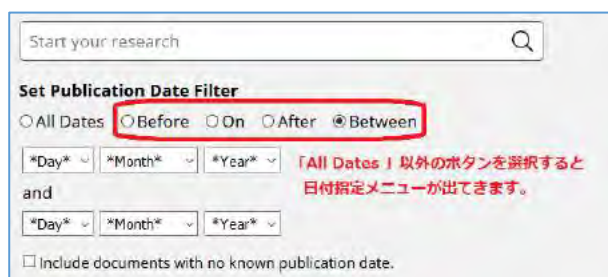 Start your research
Set Publication Date Filter
All Dates Before On After Between
*Day* *Month* *Year*
「All Dates 」以外のボタンを選択すると
日付指定メニューが出てきます。
and
*Day* *Month* *Year*
Include documents with no known publication date.